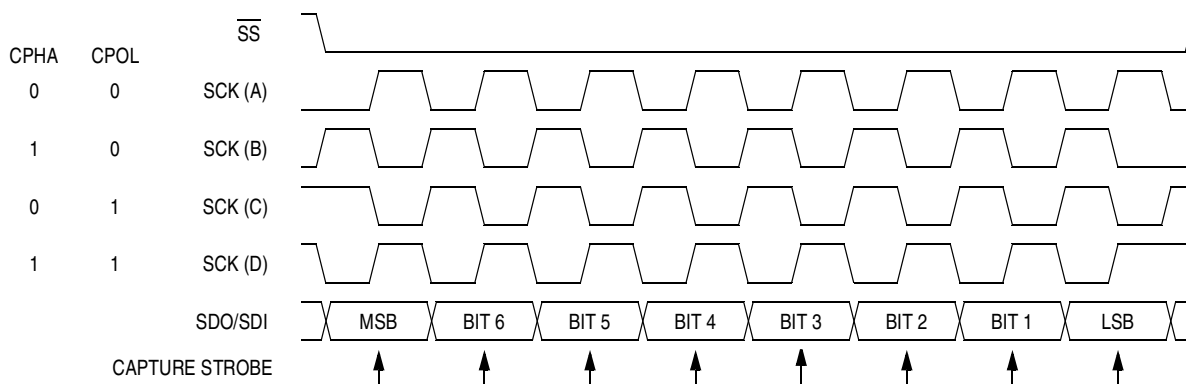 SS
CPHA CPOL
0 0 SCK (A)
1 0 SCK (B)
0 1 SCK (C)
1 1 SCK (D)
SDO/SDI MSB BIT 6 BIT 5 BIT 4 BIT 3 BIT 2 BIT 1 LSB
CAPTURE STROBE